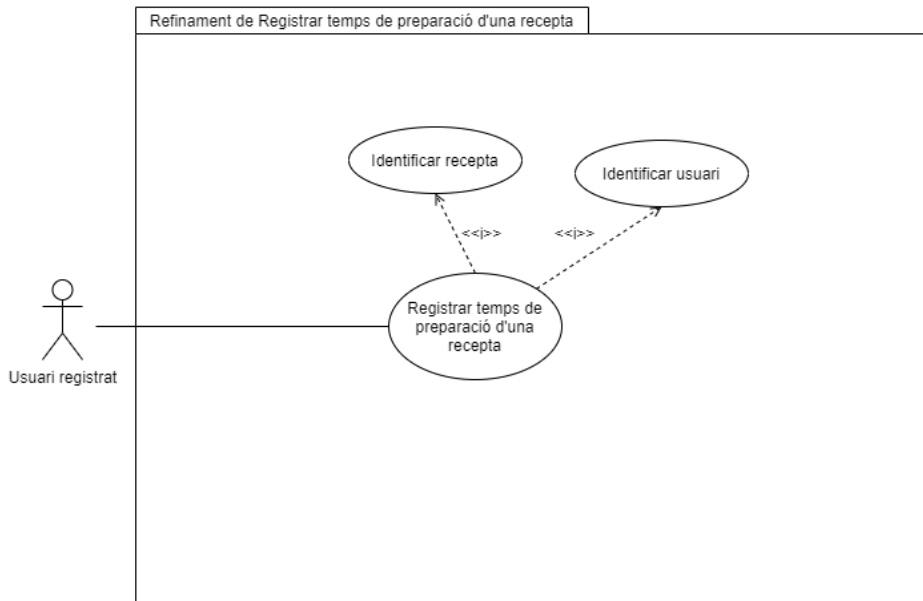 Refinament de Registrar temps de preparació d'una recepta
Identificar recepta
Identificar usuari
<<i>>
<<i>>
Registrar temps de
preparació d'una
recepta
Usuari registrat